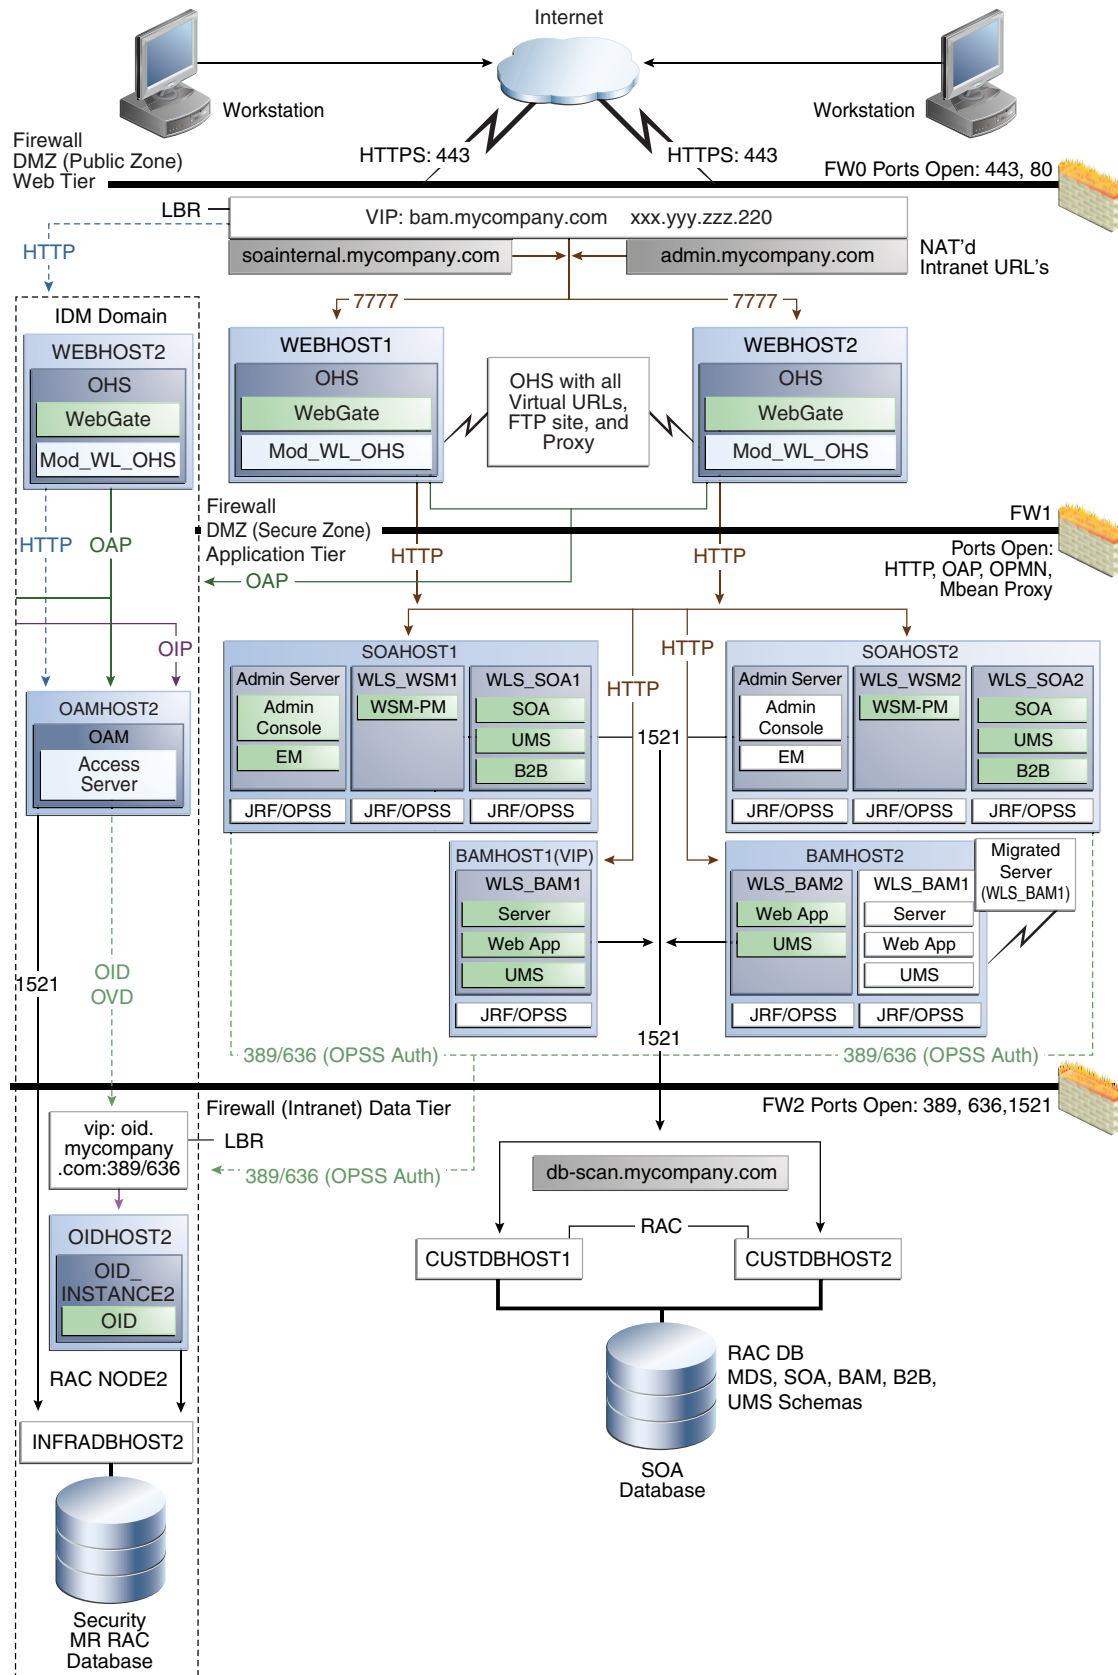 Internet
Workstation
Workstation
Firewall
DMZ (Public Zone)
Web Tier
HTTPS: 443
HTTPS: 443
FW0 Ports Open: 443, 80
LBR
VIP: bam.mycompany.com xxx.yyy.zzz.220
HTTP
soainternal.mycompany.com
admin.mycompany.com
NAT'd
Intranet URL's
7777
7777
IDM Domain
WEBHOST2
OHS
WebGate
Mod_WL_OHS
WEBHOST1
OHS
WebGate
Mod_WL_OHS
OHS with all
Virtual URLs,
FTP site, and
Proxy
WEBHOST2
OHS
WebGate
Mod_WL_OHS
Firewall
DMZ (Secure Zone)
Application Tier
FW1
Ports Open:
HTTP, OAP, OPMN,
Mbean Proxy
HTTP
OAP
HTTP
HTTP
OAP
OIP
HTTP
HTTP
SOAHOST1
Admin Server
Admin
Console
EM
JRF/OPSS
WLS_WSM1
WSM-PM
JRF/OPSS
WLS_SOA1
SOA
UMS
B2B
JRF/OPSS
1521
SOAHOST2
Admin Server
Admin
Console
EM
JRF/OPSS
WLS_WSM2
WSM-PM
JRF/OPSS
WLS_SOA2
SOA
UMS
B2B
JRF/OPSS
OAMHOST2
OAM
Access
Server
BAMHOST1(VIP)
WLS_BAM1
Server
Web App
UMS
JRF/OPSS
BAMHOST2
WLS_BAM2
Web App
UMS
JRF/OPSS
WLS_BAM1
Server
Web App
UMS
JRF/OPSS
Migrated
Server
(WLS_BAM1)
1521
OID
OVD
1521
389/636 (OPSS Auth)
389/636 (OPSS Auth)
Firewall (Intranet) Data Tier
FW2 Ports Open: 389, 636,1521
vip: oid.
mycompany
.com:389/636
LBR
389/636 (OPSS Auth)
db-scan.mycompany.com
RAC
CUSTDBHOST1
CUSTDBHOST2
OIDHOST2
OID_
INSTANCE2
OID
RAC NODE2
INFRADBHOST2
RAC DB
MDS, SOA, BAM, B2B,
UMS Schemas
SOA
Database
Security
MR RAC
Database